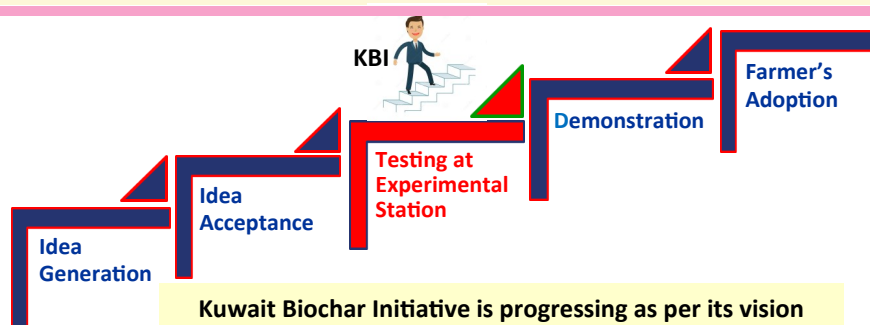 KBI
Idea
Generation
Idea
Acceptance
Testing at
Experimental
Station
Demonstration
Farmer's
Adoption
Kuwait Biochar Initiative is progressing as per its vision